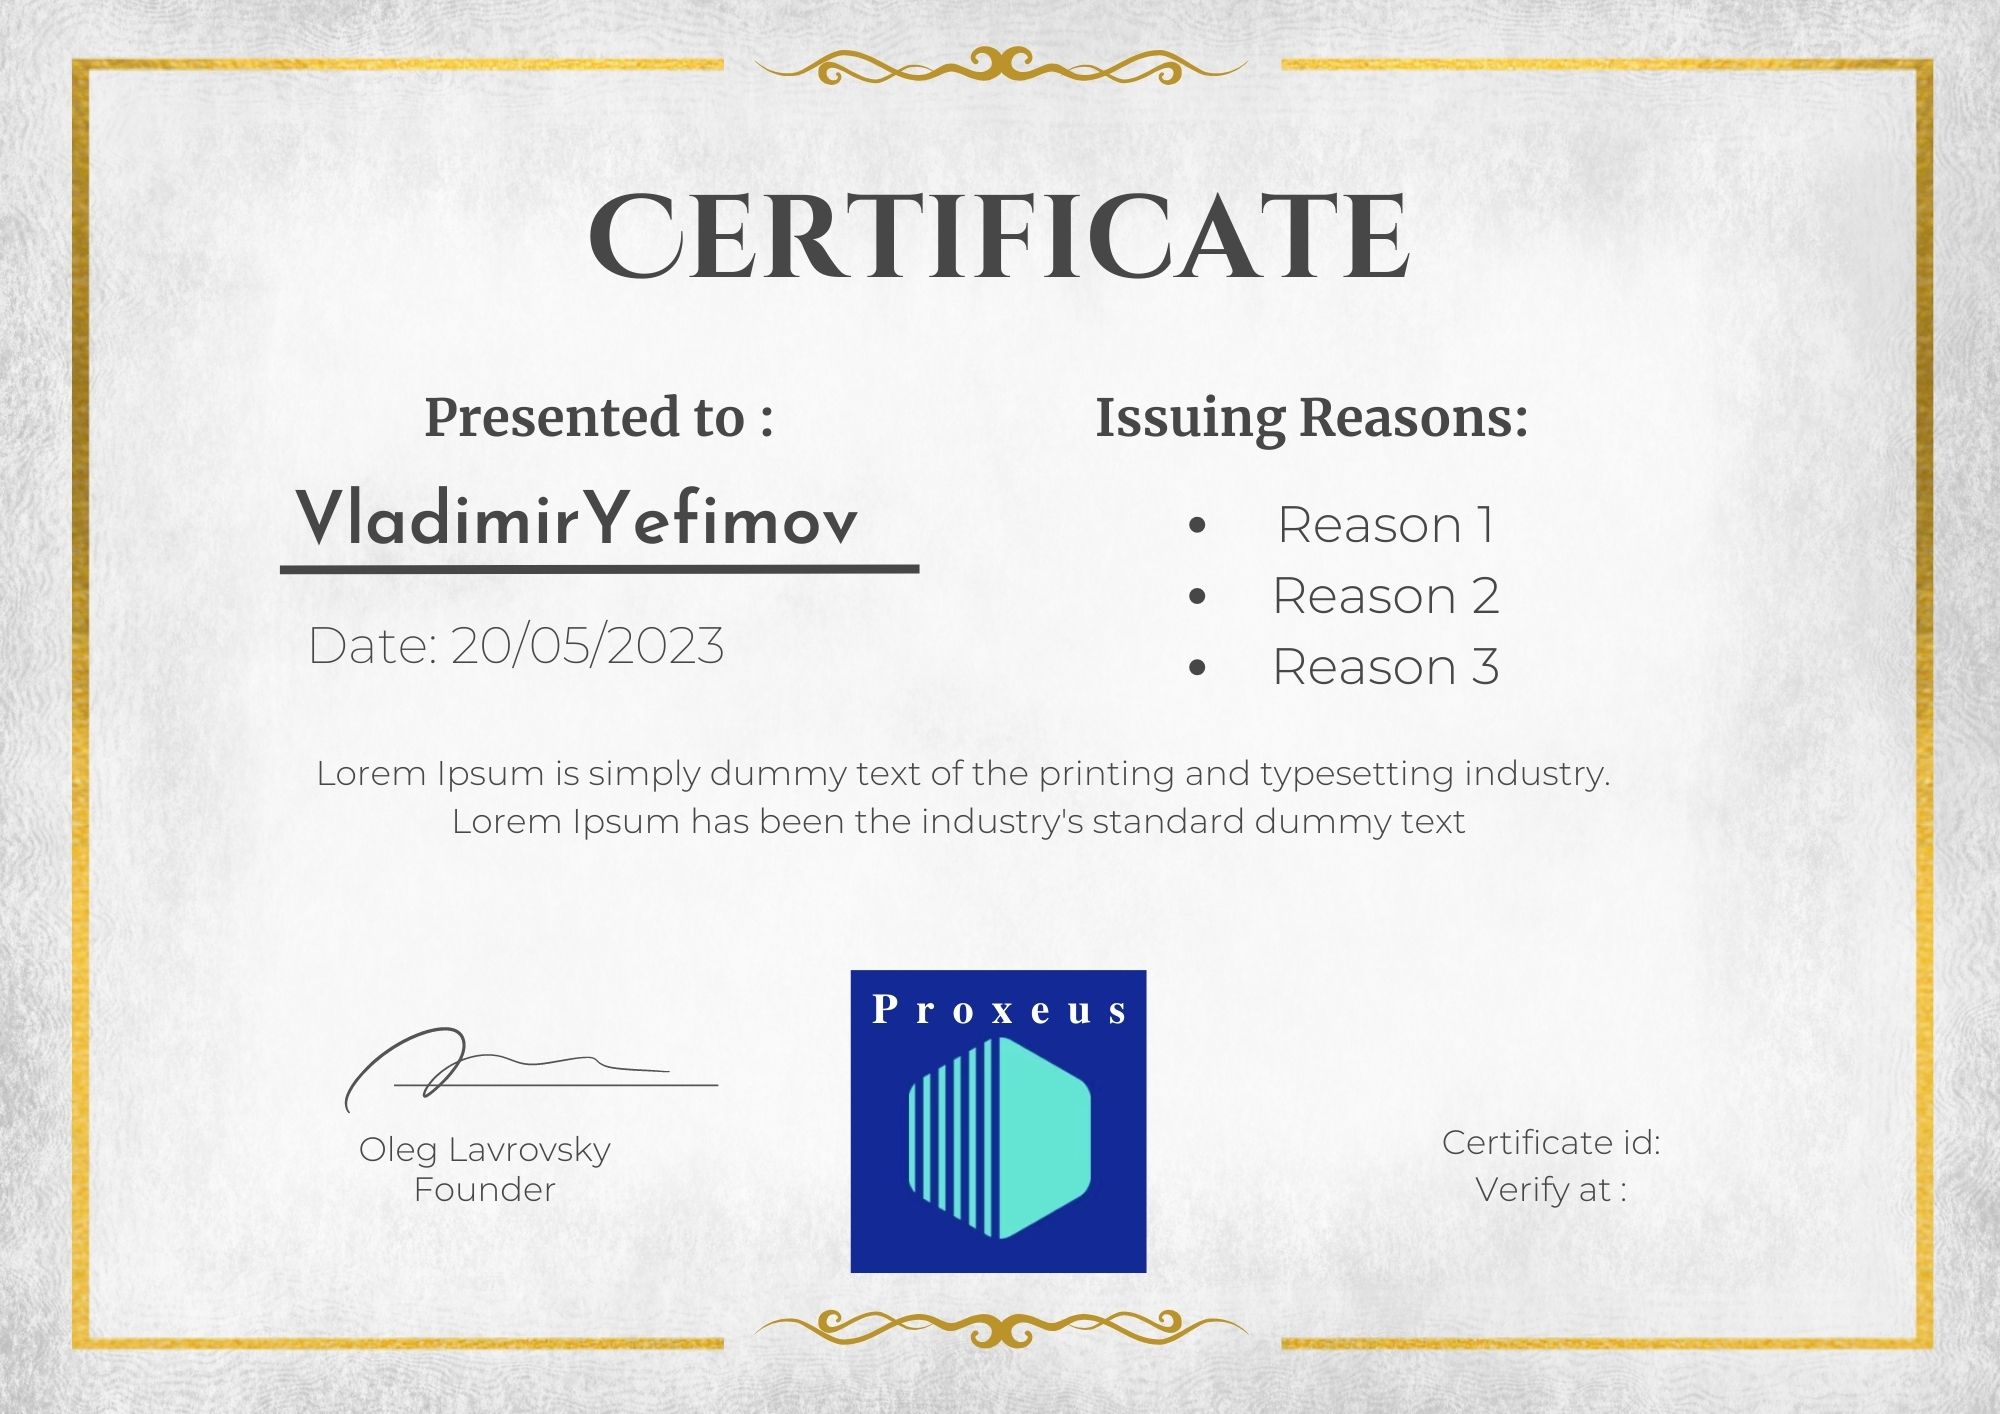 CERTIFICATE
Presented to :
VladimirYefimov
Date: 20/05/2023
Issuing Reasons:
• Reason 1
• Reason 2
• Reason 3
Lorem Ipsum is simply dummy text of the printing and typesetting industry.
Lorem Ipsum has been the industry's standard dummy text
Oleg Lavrovsky
Founder
Proxeus
Certificate id:
Verify at :